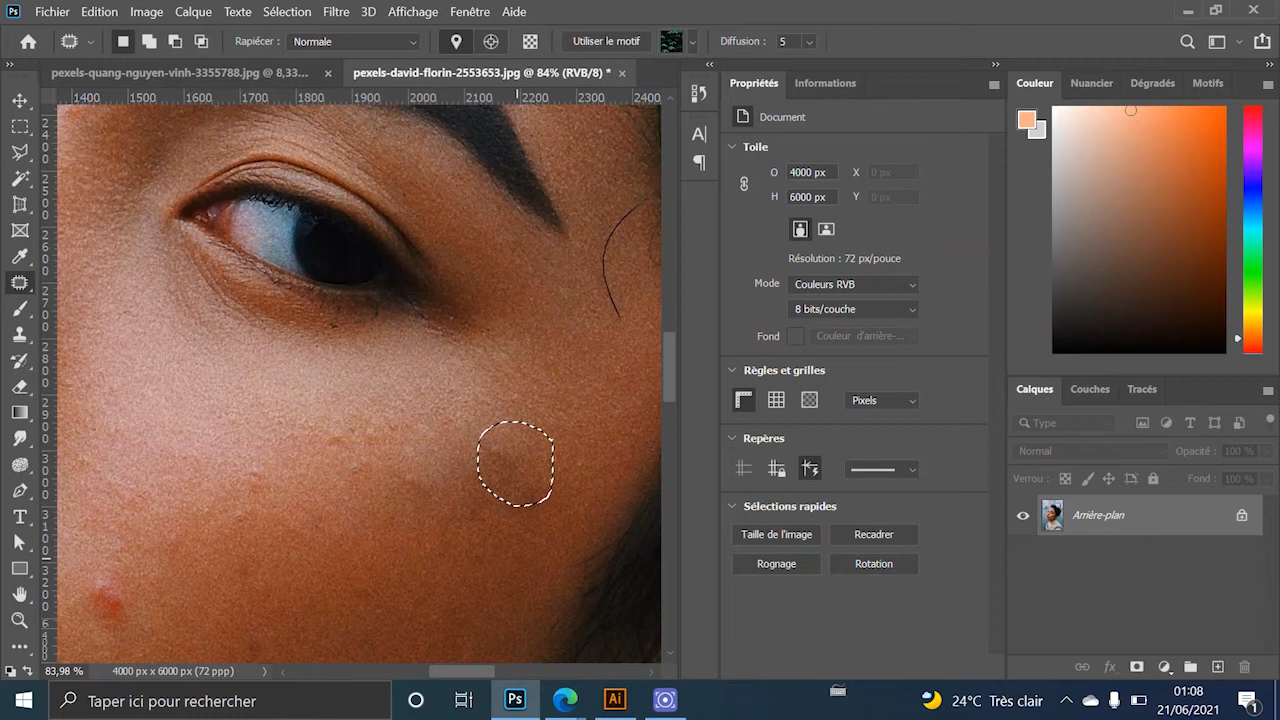 Ps Fichier Edition Image Calque Texte Sélection Filtre 3D Affichage Fenêtre Aide
Rapiécer : Normale Utiliser le motif Diffusion : 5
pexels-quang-nguyen-vinh-3355788.jpg @ 8,33... × pexels-david-florin-2553653.jpg @ 84% (RVB/8) * ×
1400 1500 1600 1700 1800 1900 2000 2100 2200 2300 2400
Propriétés Informations
Document
Toile
O 4000 px X 0 px
H 6000 px Y 0 px
Résolution : 72 px/pouce
Mode Couleurs RVB
8 bits/couche
Fond Couleur d'arrière-...
Règles et grilles
Pixels
Repères
Sélections rapides
Taille de l'image Recadrer
Rognage Rotation
Couleur Nuancier Dégradés Motifs
Calques Couches Tracés
Type
Normal Opacité : 100 %
Verrou : Fond : 100 %
Arrière-plan
fx
83,98 % 4000 px x 6000 px (72 ppp)
Taper ici pour rechercher
Ps Ai
24°C Très clair
01:08
21/06/2021
1